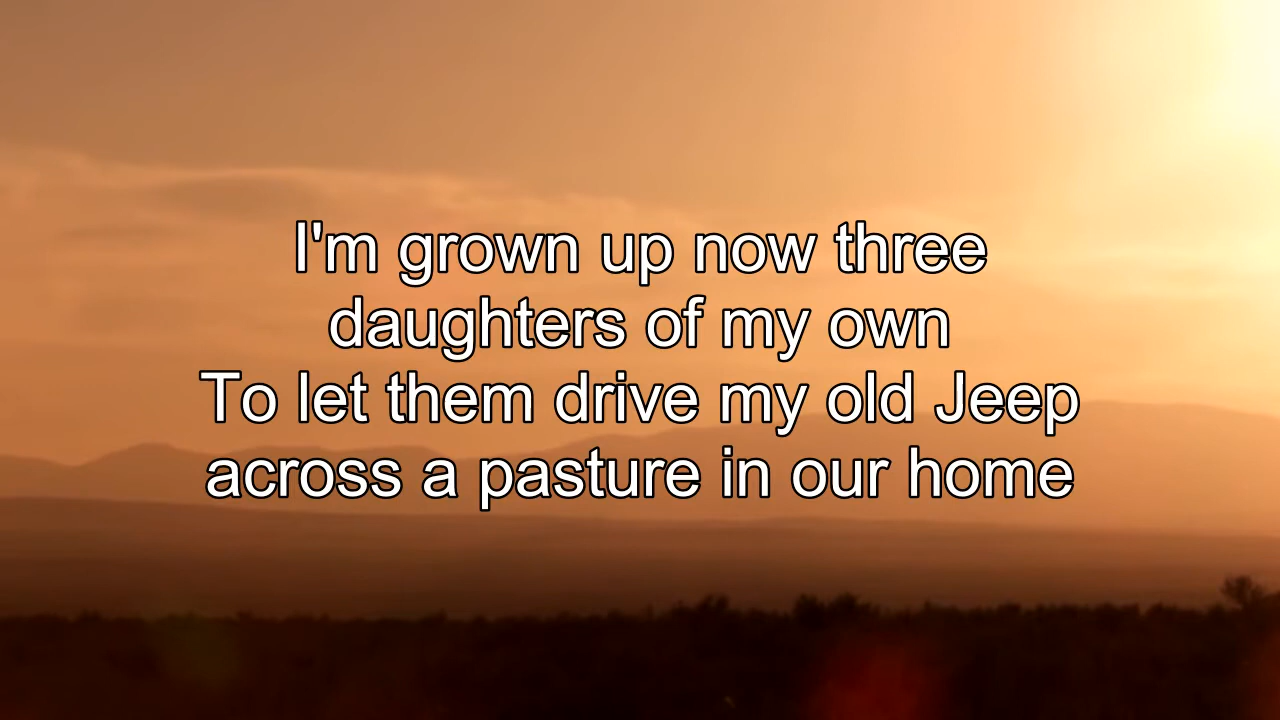 I'm grown up now three
daughters of my own
To let them drive my old Jeep
across a pasture in our home